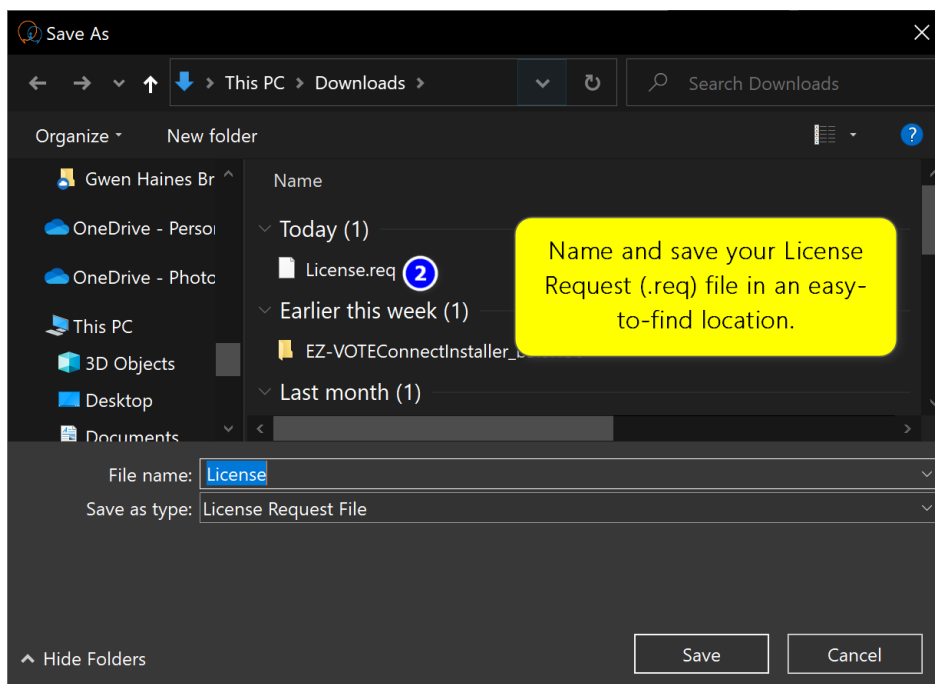 Save As
This PC > Downloads >
Search Downloads
Organize
New folder
?
Gwen Haines Br
OneDrive - Person
OneDrive - Photo
This PC
3D Objects
Desktop
Documents
Name
Today (1)
License.req
2
Earlier this week (1)
EZ-VOTEConnectInstaller_
Last month (1)
Name and save your License
Request (.req) file in an easy-
to-find location.
File name: License
Save as type: License Request File
Hide Folders
Save
Cancel